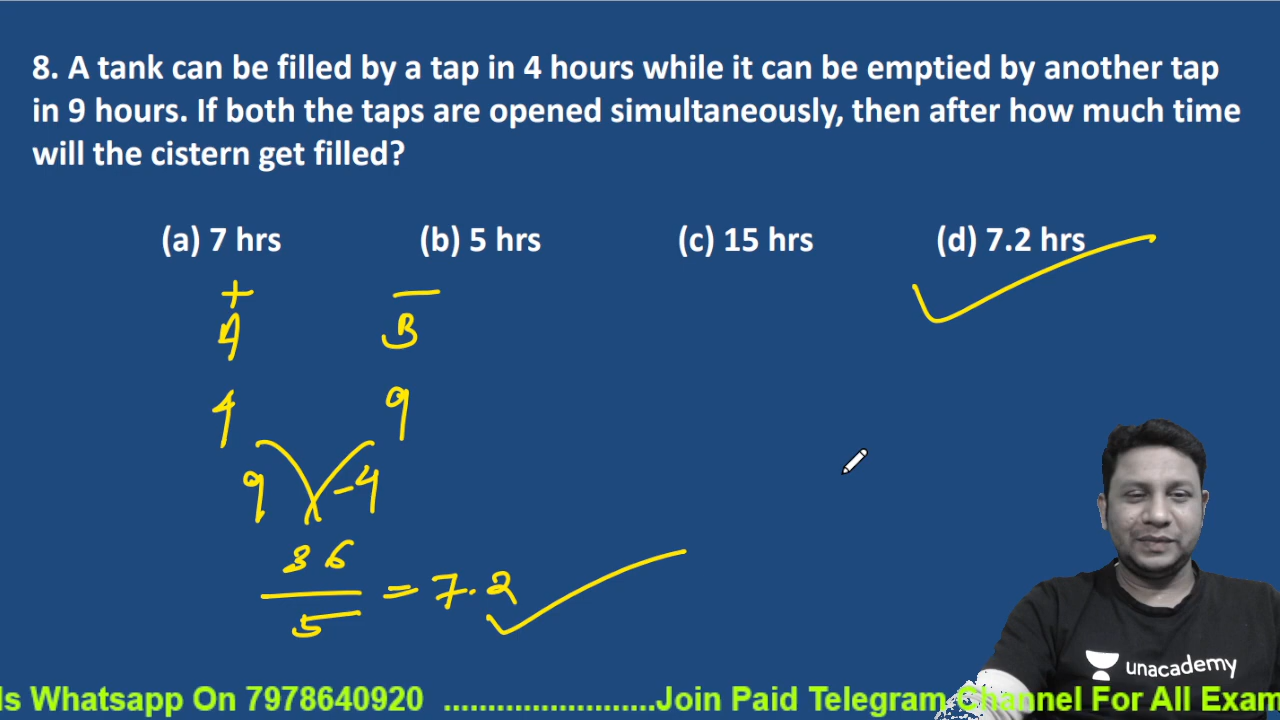 8. A tank can be filled by a tap in 4 hours while it can be emptied by another tap
in 9 hours. If both the taps are opened simultaneously, then after how much time
will the cistern get filled?
(a) 7 hrs (b) 5 hrs (c) 15 hrs (d) 7.2 hrs
+ −
A B
4 9
9 -4
36
5
= 7.2
unacademy
ls Whatsapp On 7978640920 ........................Join Paid Telegram Channel For All Exam